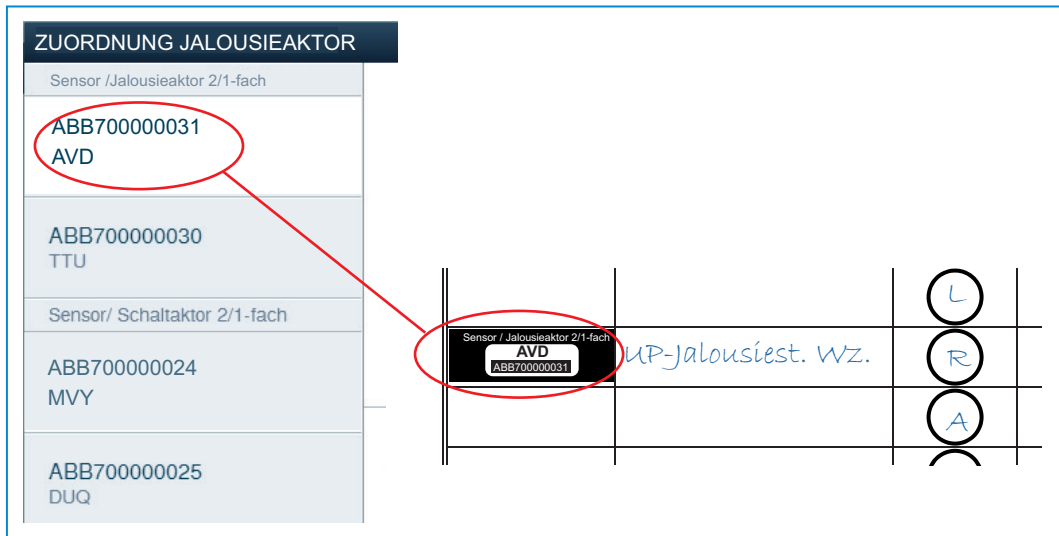 ZUORDNUNG JALOUSIEAKTOR
Sensor /Jalousieaktor 2/1-fach
ABB700000031
AVD
ABB700000030
TTU
Sensor/ Schaltaktor 2/1-fach
ABB700000024
MVY
ABB700000025
DUQ
L
Sensor / Jalousieaktor 2/1-fach
AVD
ABB700000031
UP-Jalousiest. WZ.
R
A